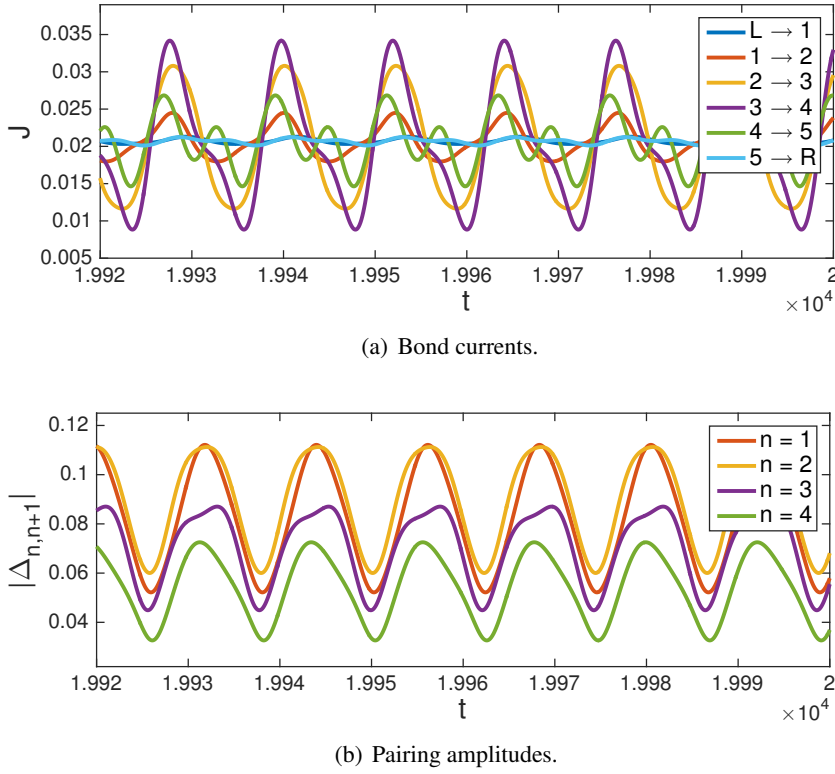 0.035
0.03
0.025
0.02
0.015
0.01
0.005
J
L → 1
1 → 2
2 → 3
3 → 4
4 → 5
5 → R
1.992 1.993 1.994 1.995 1.996 1.997 1.998 1.999 2
t
×10⁴
(a) Bond currents.
0.12
0.1
0.08
0.06
0.04
|Δn,n+1|
n = 1
n = 2
n = 3
n = 4
1.992 1.993 1.994 1.995 1.996 1.997 1.998 1.999 2
t
×10⁴
(b) Pairing amplitudes.